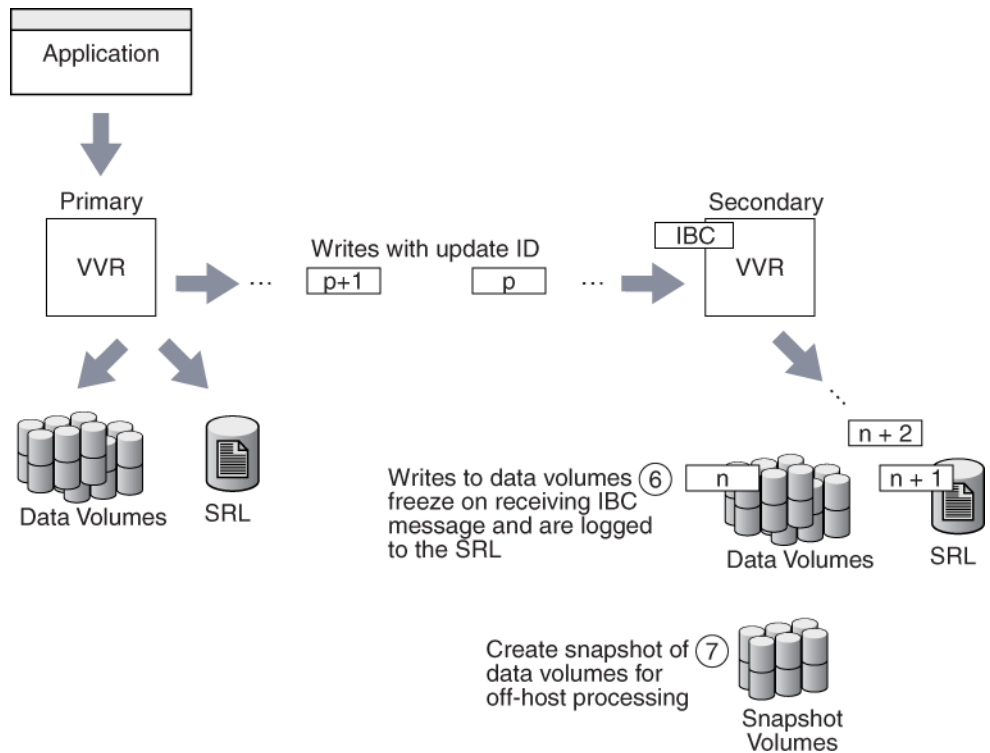 Application
Primary
VVR
Writes with update ID
...
p+1
p
...
Secondary
IBC
VVR
Data Volumes
SRL
...
n + 2
n
n + 1
Writes to data volumes 6
freeze on receiving IBC
message and are logged
to the SRL
Data Volumes
SRL
Create snapshot of 7
data volumes for
off-host processing
Snapshot
Volumes